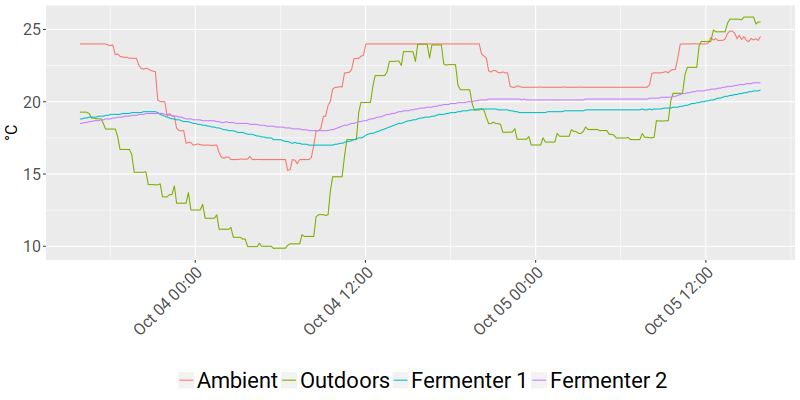 25
20
15
10
°C
Oct 04 00:00
Oct 04 12:00
Oct 05 00:00
Oct 05 12:00
Ambient Outdoors Fermenter 1 Fermenter 2